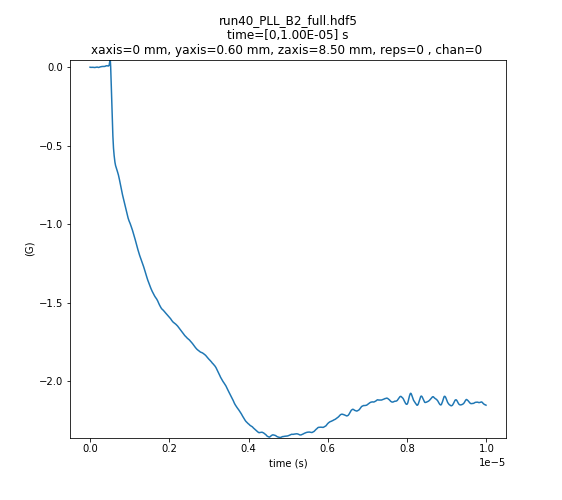 run40_PLL_B2_full.hdf5
time=[0,1.00E-05] s
xaxis=0 mm, yaxis=0.60 mm, zaxis=8.50 mm, reps=0 , chan=0
0.0
−0.5
−1.0
−1.5
−2.0
(G)
0.0 0.2 0.4 0.6 0.8 1.0
1e−5
time (s)